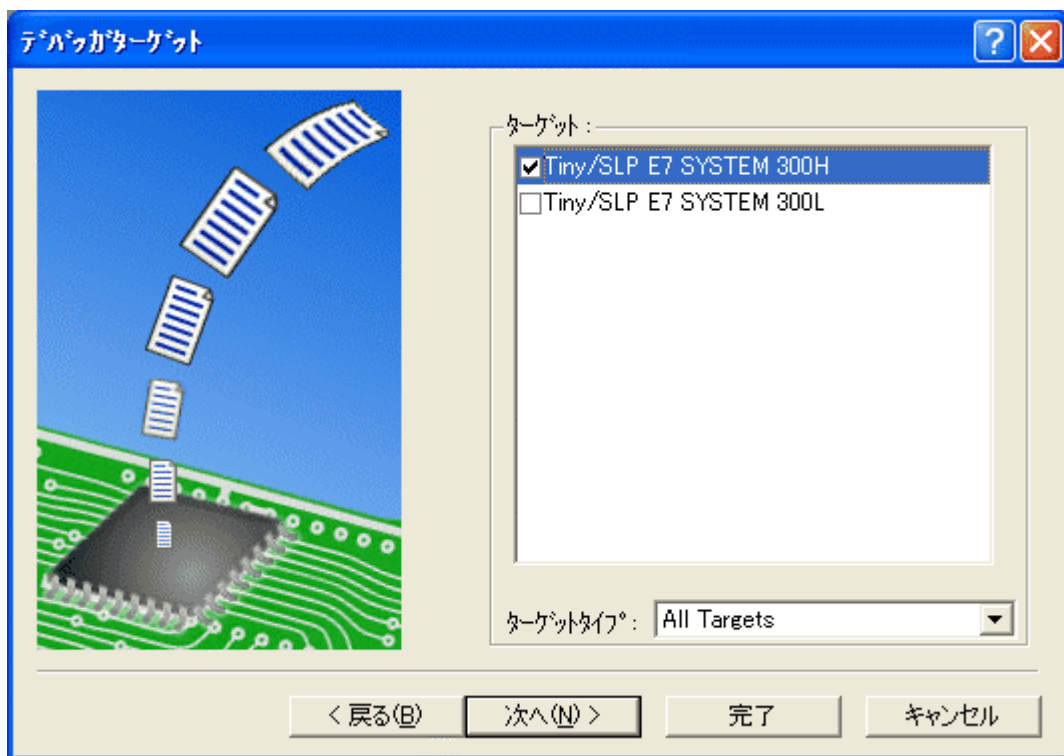 ﾃﾞﾊﾞｯｶﾞﾀｰｹﾞｯﾄ
ﾀｰｹﾞｯﾄ :
Tiny/SLP E7 SYSTEM 300H
Tiny/SLP E7 SYSTEM 300L
ﾀｰｹﾞｯﾄﾀｲﾌﾟ : All Targets
< 戻る(B) 次へ(N) > 完了 キャンセル